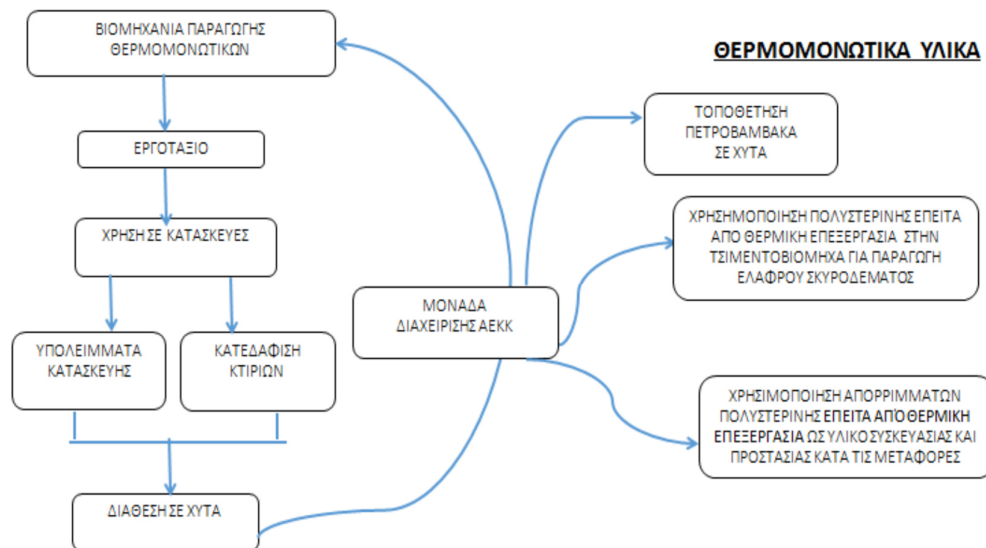 ΒΙΟΜΗΧΑΝΙΑ ΠΑΡΑΓΩΓΗΣ
ΘΕΡΜΟΜΟΝΩΤΙΚΩΝ
ΘΕΡΜΟΜΟΝΩΤΙΚΑ ΥΛΙΚΑ
ΕΡΓΟΤΑΞΙΟ
ΧΡΗΣΗ ΣΕ ΚΑΤΑΣΚΕΥΕΣ
ΥΠΟΛΕΙΜΜΑΤΑ
ΚΑΤΑΣΚΕΥΗΣ
ΚΑΤΕΔΑΦΙΣΗ
ΚΤΙΡΙΩΝ
ΔΙΑΘΕΣΗ ΣΕ ΧΥΤΑ
ΜΟΝΑΔΑ
ΔΙΑΧΕΙΡΙΣΗΣ ΑΕΚΚ
ΤΟΠΟΘΕΤΗΣΗ
ΠΕΤΡΟΒΑΜΒΑΚΑ
ΣΕ ΧΥΤΑ
ΧΡΗΣΗΜΟΠΟΙΗΣΗ ΠΟΛΥΣΤΕΡΙΝΗΣ ΕΠΕΙΤΑ
ΑΠΟ ΘΕΡΜΙΚΗ ΕΠΕΞΕΡΓΑΣΙΑ ΣΤΗΝ
ΤΣΙΜΕΝΤΟΒΙΟΜΗΧΑ ΓΙΑ ΠΑΡΑΓΩΓΗ
ΕΛΑΦΡΟΥ ΣΚΥΡΟΔΕΜΑΤΟΣ
ΧΡΗΣΙΜΟΠΟΙΗΣΗ ΑΠΟΡΡΙΜΜΑΤΩΝ
ΠΟΛΥΣΤΕΡΙΝΗΣ ΕΠΕΙΤΑ ΑΠΌ ΘΕΡΜΙΚΗ
ΕΠΕΞΕΡΓΑΣΙΑ ΩΣ ΥΛΙΚΟ ΣΥΣΚΕΥΑΣΙΑΣ ΚΑΙ
ΠΡΟΣΤΑΣΙΑΣ ΚΑΤΑ ΤΙΣ ΜΕΤΑΦΟΡΕΣ